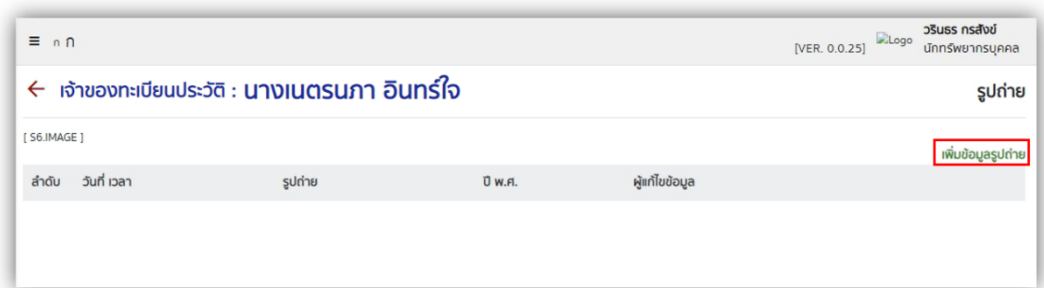 ≡ ก ก [VER. 0.0.25] Logo วรินธร กรสังข์
นักทรัพยากรบุคคล
← เจ้าของทะเบียนประวัติ : นางเนตรนภา อินทร์ใจ รูปถ่าย
[ S6.IMAGE ]
เพิ่มข้อมูลรูปถ่าย
ลำดับ วันที่ เวลา รูปถ่าย ปี พ.ศ. ผู้แก้ไขข้อมูล